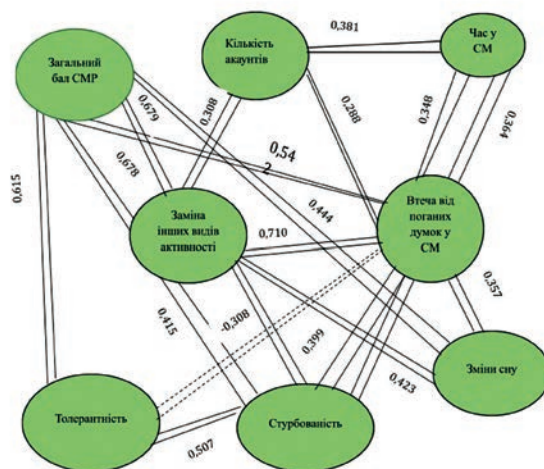 Загальний
бал СМР
Кількість
акаунтів
0,381
Час у
СМ
0,679
0,308
0,288
0,348
0,364
0,615
0,678
0,54
2
0,444
Заміна
інших видів
активності
0,710
Втеча від
поганих
думок у
СМ
0,415
-0,308
0,399
0,357
0,423
Зміни сну
Толерантність
0,507
Стурбованість